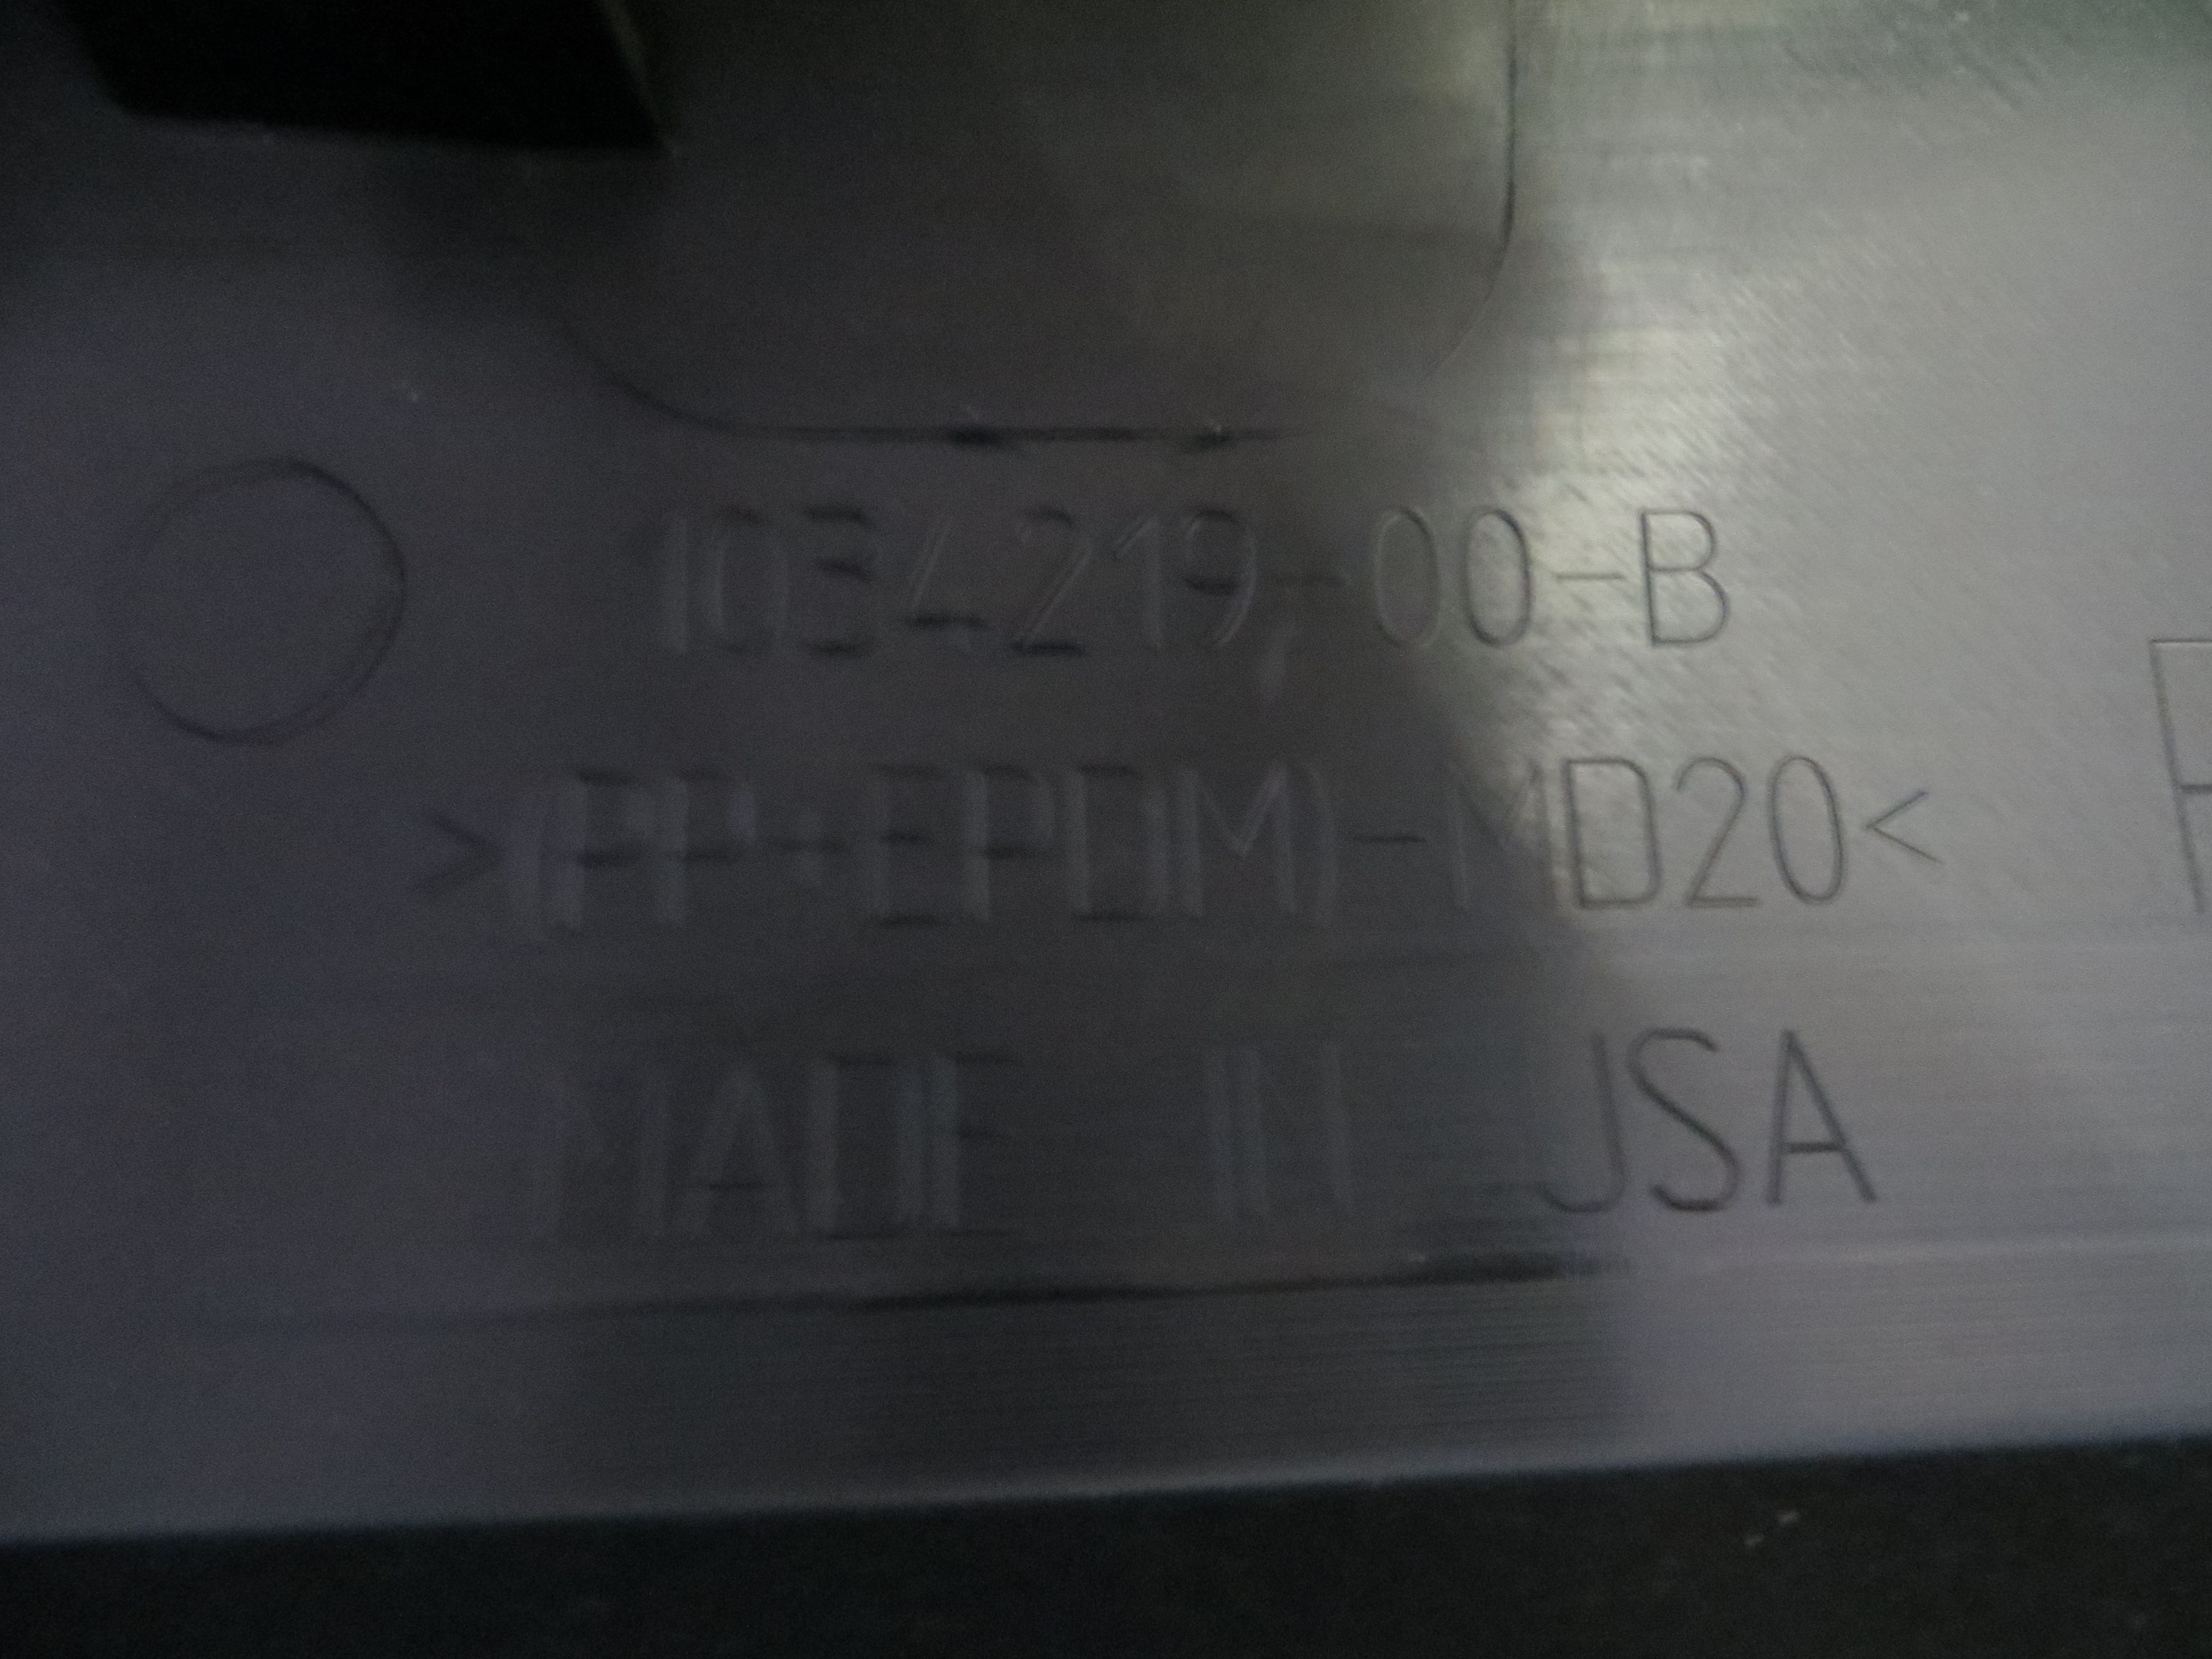 1034219-00-B
>(PP+EPDM)-MD20<
MADE IN USA